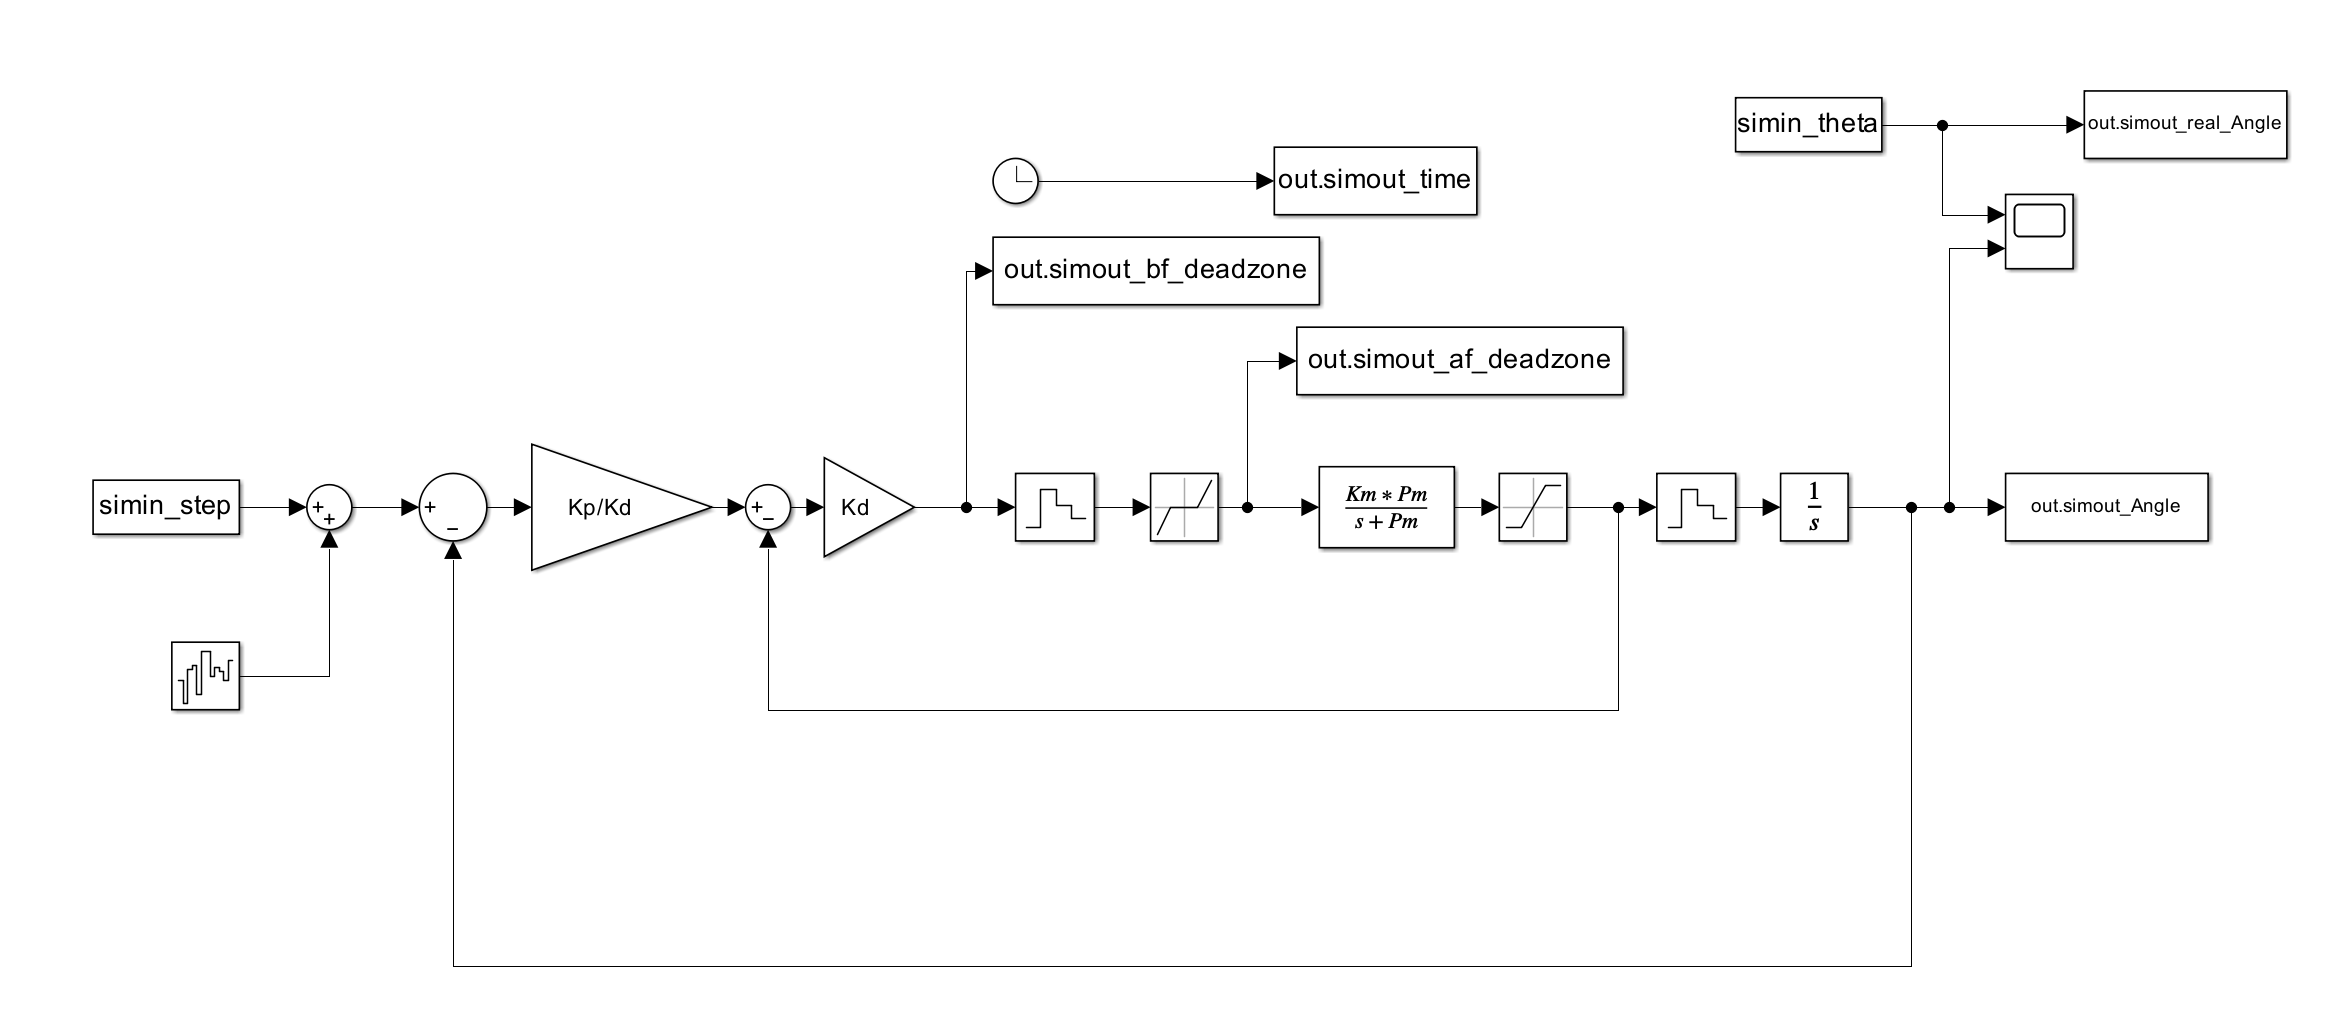 simin_theta
out.simout_real_Angle
out.simout_time
out.simout_bf_deadzone
out.simout_af_deadzone
simin_step
+
+
+
−
Kp/Kd
+
−
Kd
Km * Pm
s + Pm
1
s
out.simout_Angle